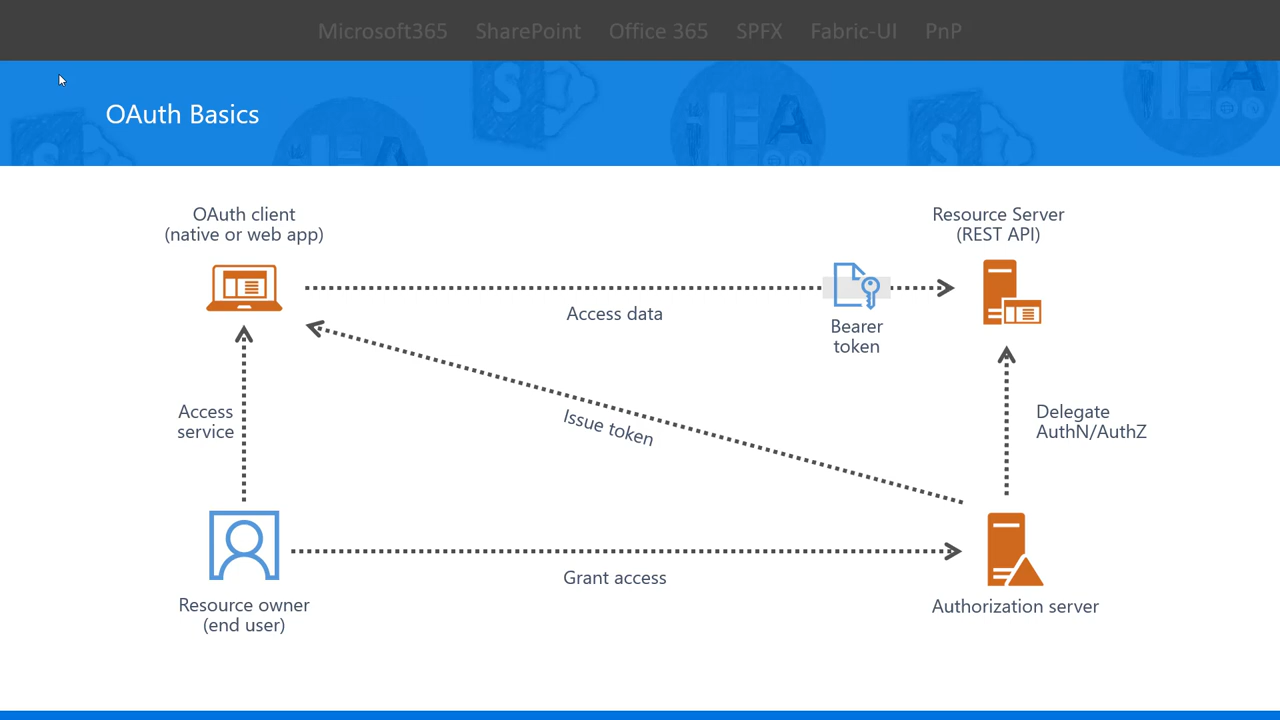 Microsoft365 SharePoint Office 365 SPFX Fabric-UI PnP
OAuth Basics
OAuth client
(native or web app)
Resource Server
(REST API)
Access data
Bearer
token
Issue token
Access
service
Delegate
AuthN/AuthZ
Grant access
Resource owner
(end user)
Authorization server